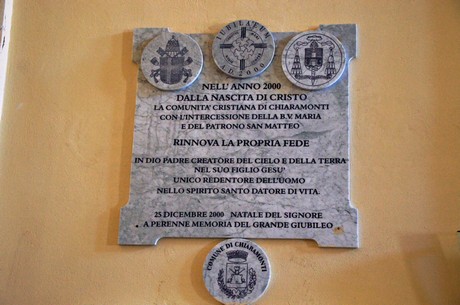 IUBILAEUM
A.D. 2000
NELL' ANNO 2000
DALLA NASCITA DI CRISTO
LA COMUNITA' CRISTIANA DI CHIARAMONTI
CON L'INTERCESSIONE DELLA B.V. MARIA
E DEL PATRONO SAN MATTEO
RINNOVA LA PROPRIA FEDE
IN DIO PADRE CREATORE DEL CIELO E DELLA TERRA
NEL SUO FIGLIO GESU'
UNICO REDENTORE DELL'UOMO
NELLO SPIRITO SANTO DATORE DI VITA.
25 DICEMBRE 2000 NATALE DEL SIGNORE
A PERENNE MEMORIA DEL GRANDE GIUBILEO
COMUNE DI CHIARAMONTI